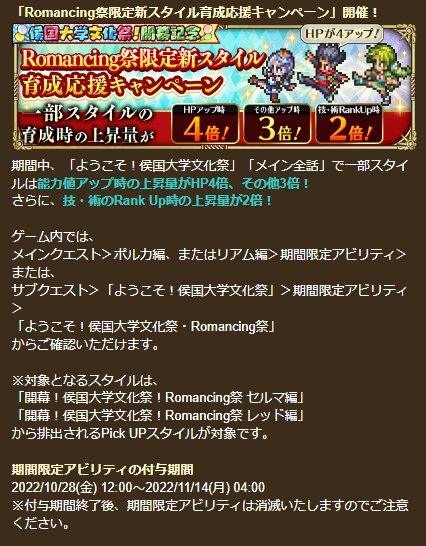 「Romancing祭限定新スタイル育成応援キャンペーン」開催！
侯国大学文化祭！開幕記念
HPが4アップ！
Romancing祭限定新スタイル
育成応援キャンペーン
一部スタイルの
育成時の上昇量が
HPアップ時
4倍！
その他アップ時
3倍！
技・術RankUp時
2倍！
期間中、「ようこそ！侯国大学文化祭」「メイン全話」で一部スタイ
ルは能力値アップ時の上昇量がHP4倍、その他3倍！
さらに、技・術のRank Up時の上昇量が2倍！
ゲーム内では、
メインクエスト＞ポルカ編、またはリアム編＞期間限定アビリティ＞
または、
サブクエスト＞「ようこそ！侯国大学文化祭」＞期間限定アビリティ
＞
「ようこそ！侯国大学文化祭・Romancing祭」
からご確認いただけます。
※対象となるスタイルは、
「開幕！侯国大学文化祭！Romancing祭 セルマ編」
「開幕！侯国大学文化祭！Romancing祭 レッド編」
から排出されるPick UPスタイルが対象です。
期間限定アビリティの付与期間
2022/10/28(金) 12:00～2022/11/14(月) 04:00
※付与期間終了後、期間限定アビリティは消滅いたしますのでご注意
ください。